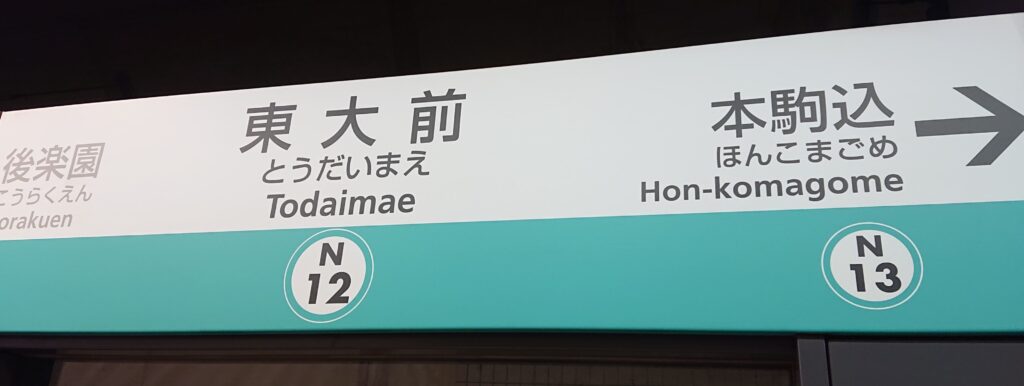 後楽園
こうらくえん
orakuen
東大前
とうだいまえ
Todaimae
N
12
本駒込
ほんこまごめ
Hon-komagome
N
13